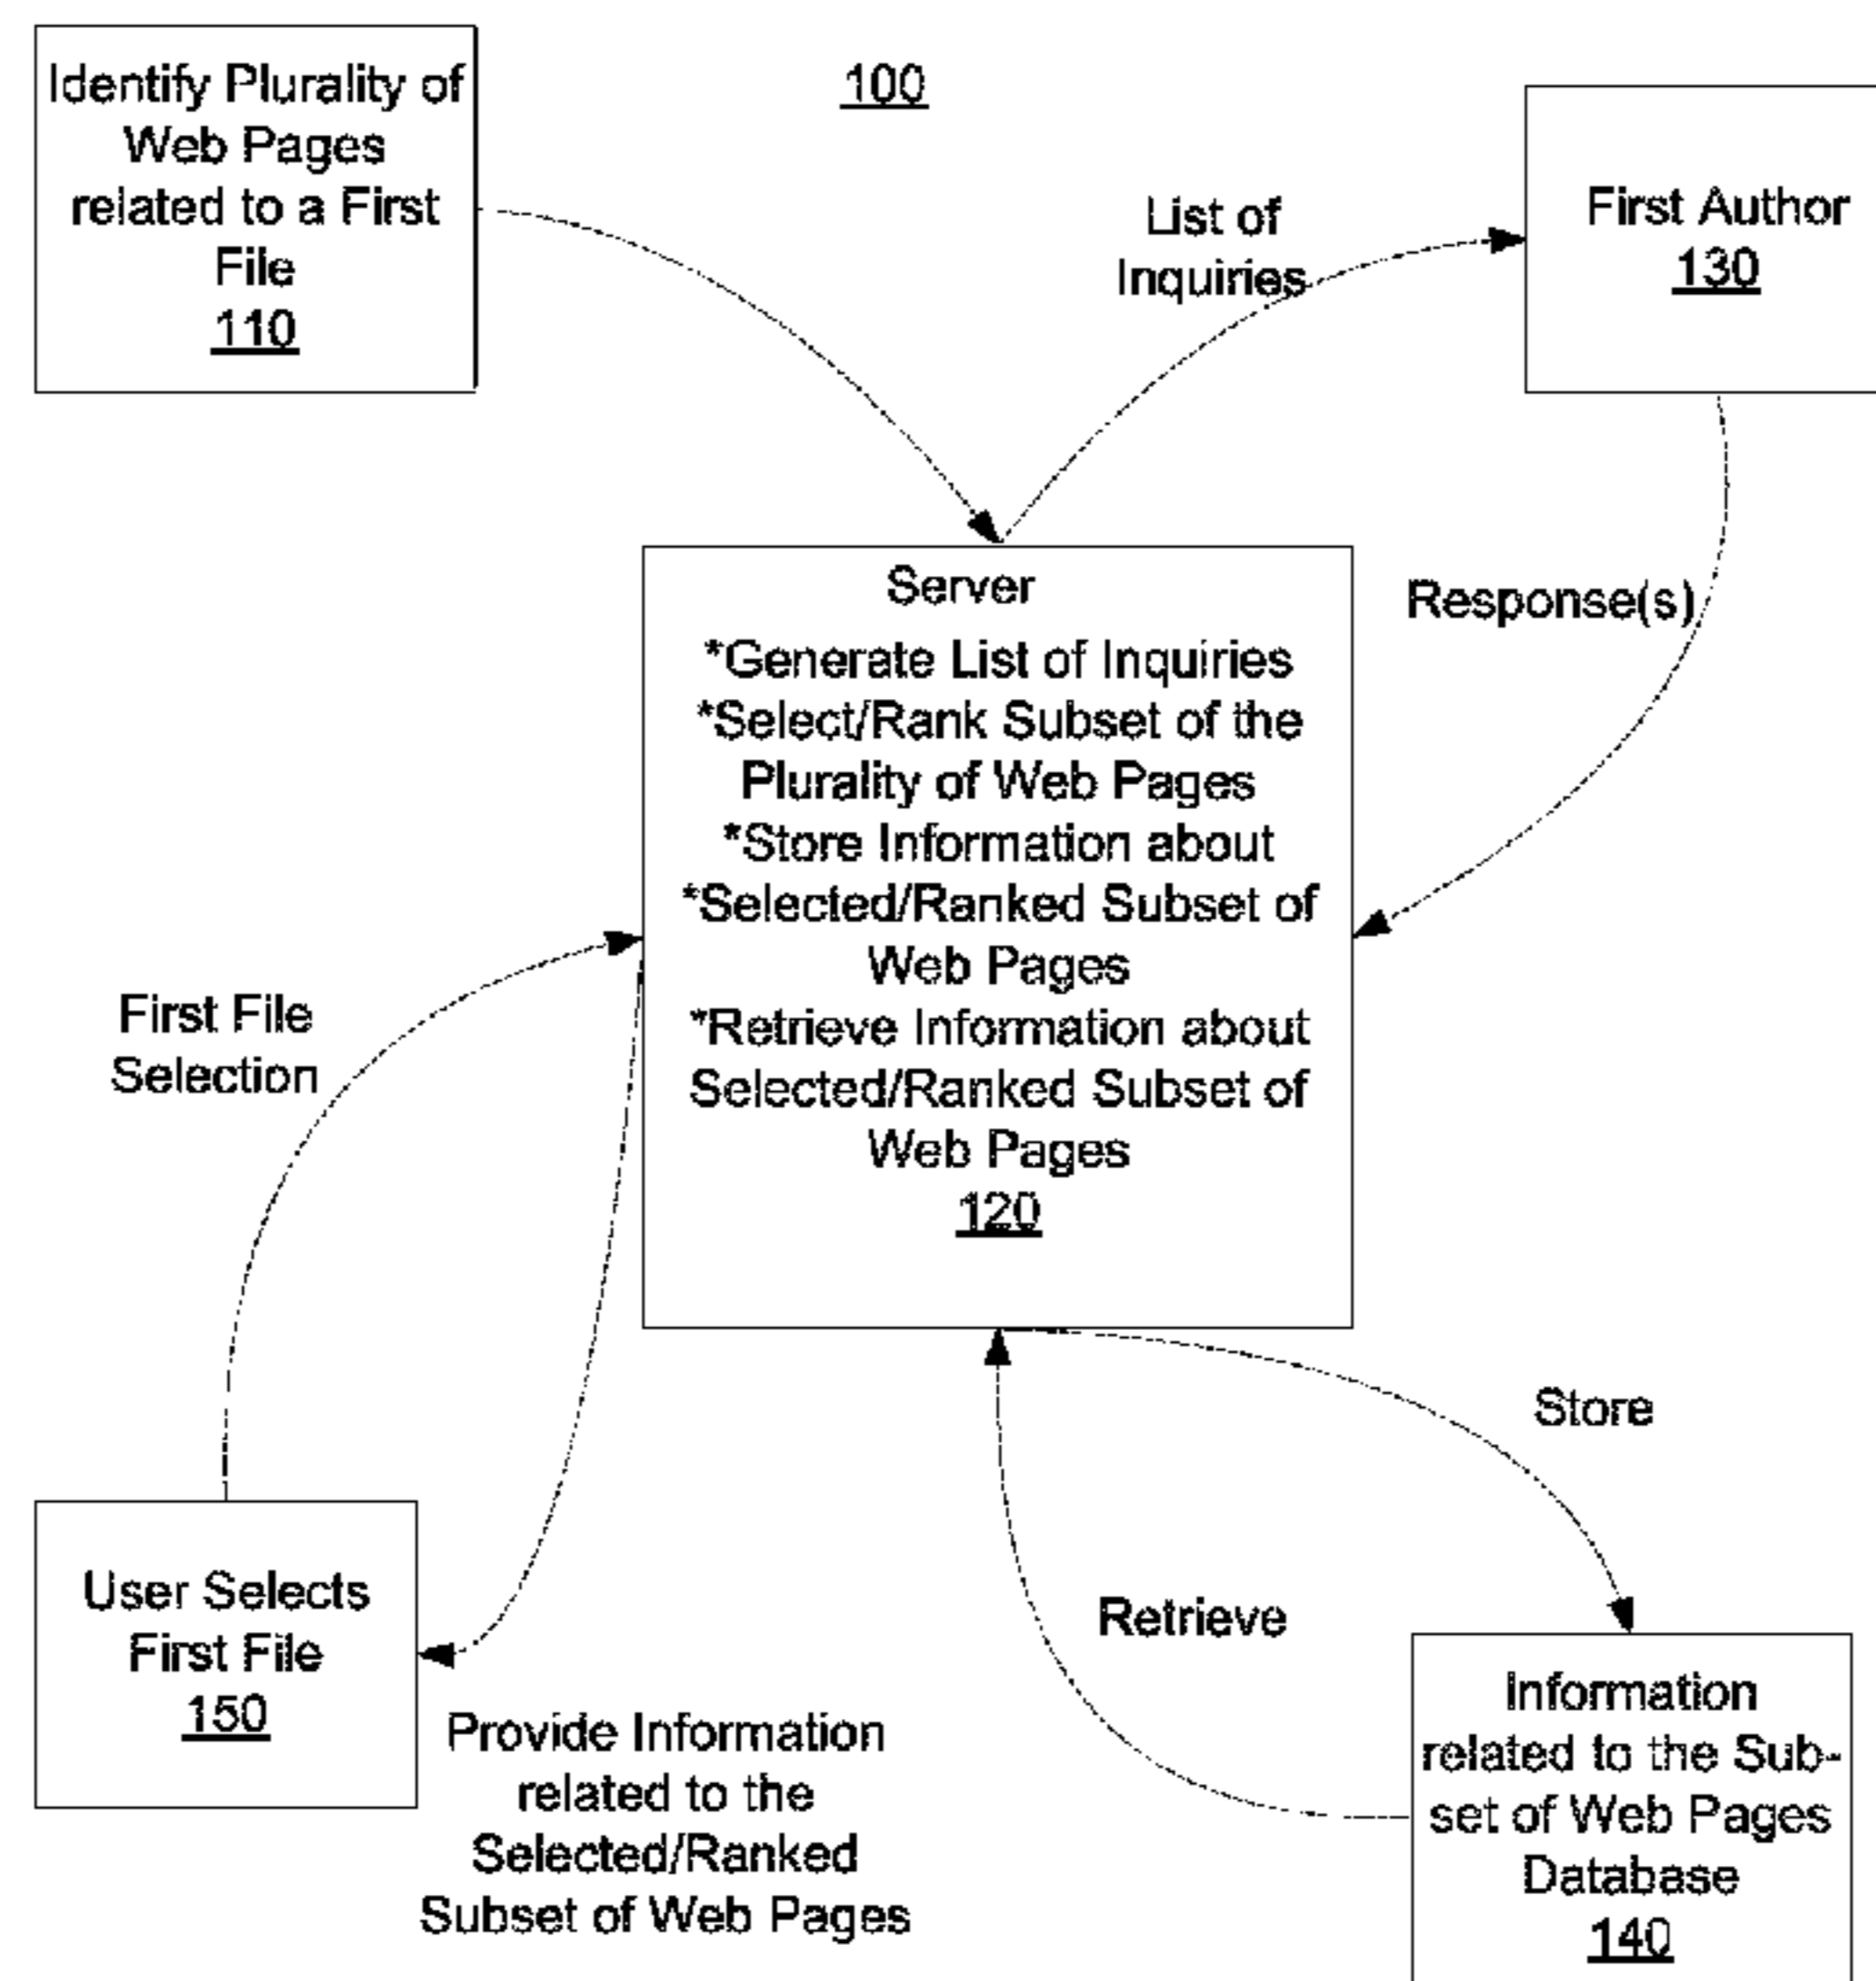 Identify Plurality of
Web Pages
related to a First
File
110
100
List of
Inquiries
First Author
130
Response(s)
Server
*Generate List of Inquiries
*Select/Rank Subset of the
Plurality of Web Pages
*Store Information about
*Selected/Ranked Subset of
Web Pages
*Retrieve Information about
Selected/Ranked Subset of
Web Pages
120
First File
Selection
User Selects
First File
150
Provide Information
related to the
Selected/Ranked
Subset of Web Pages
Store
Retrieve
Information
related to the Sub-
set of Web Pages
Database
140